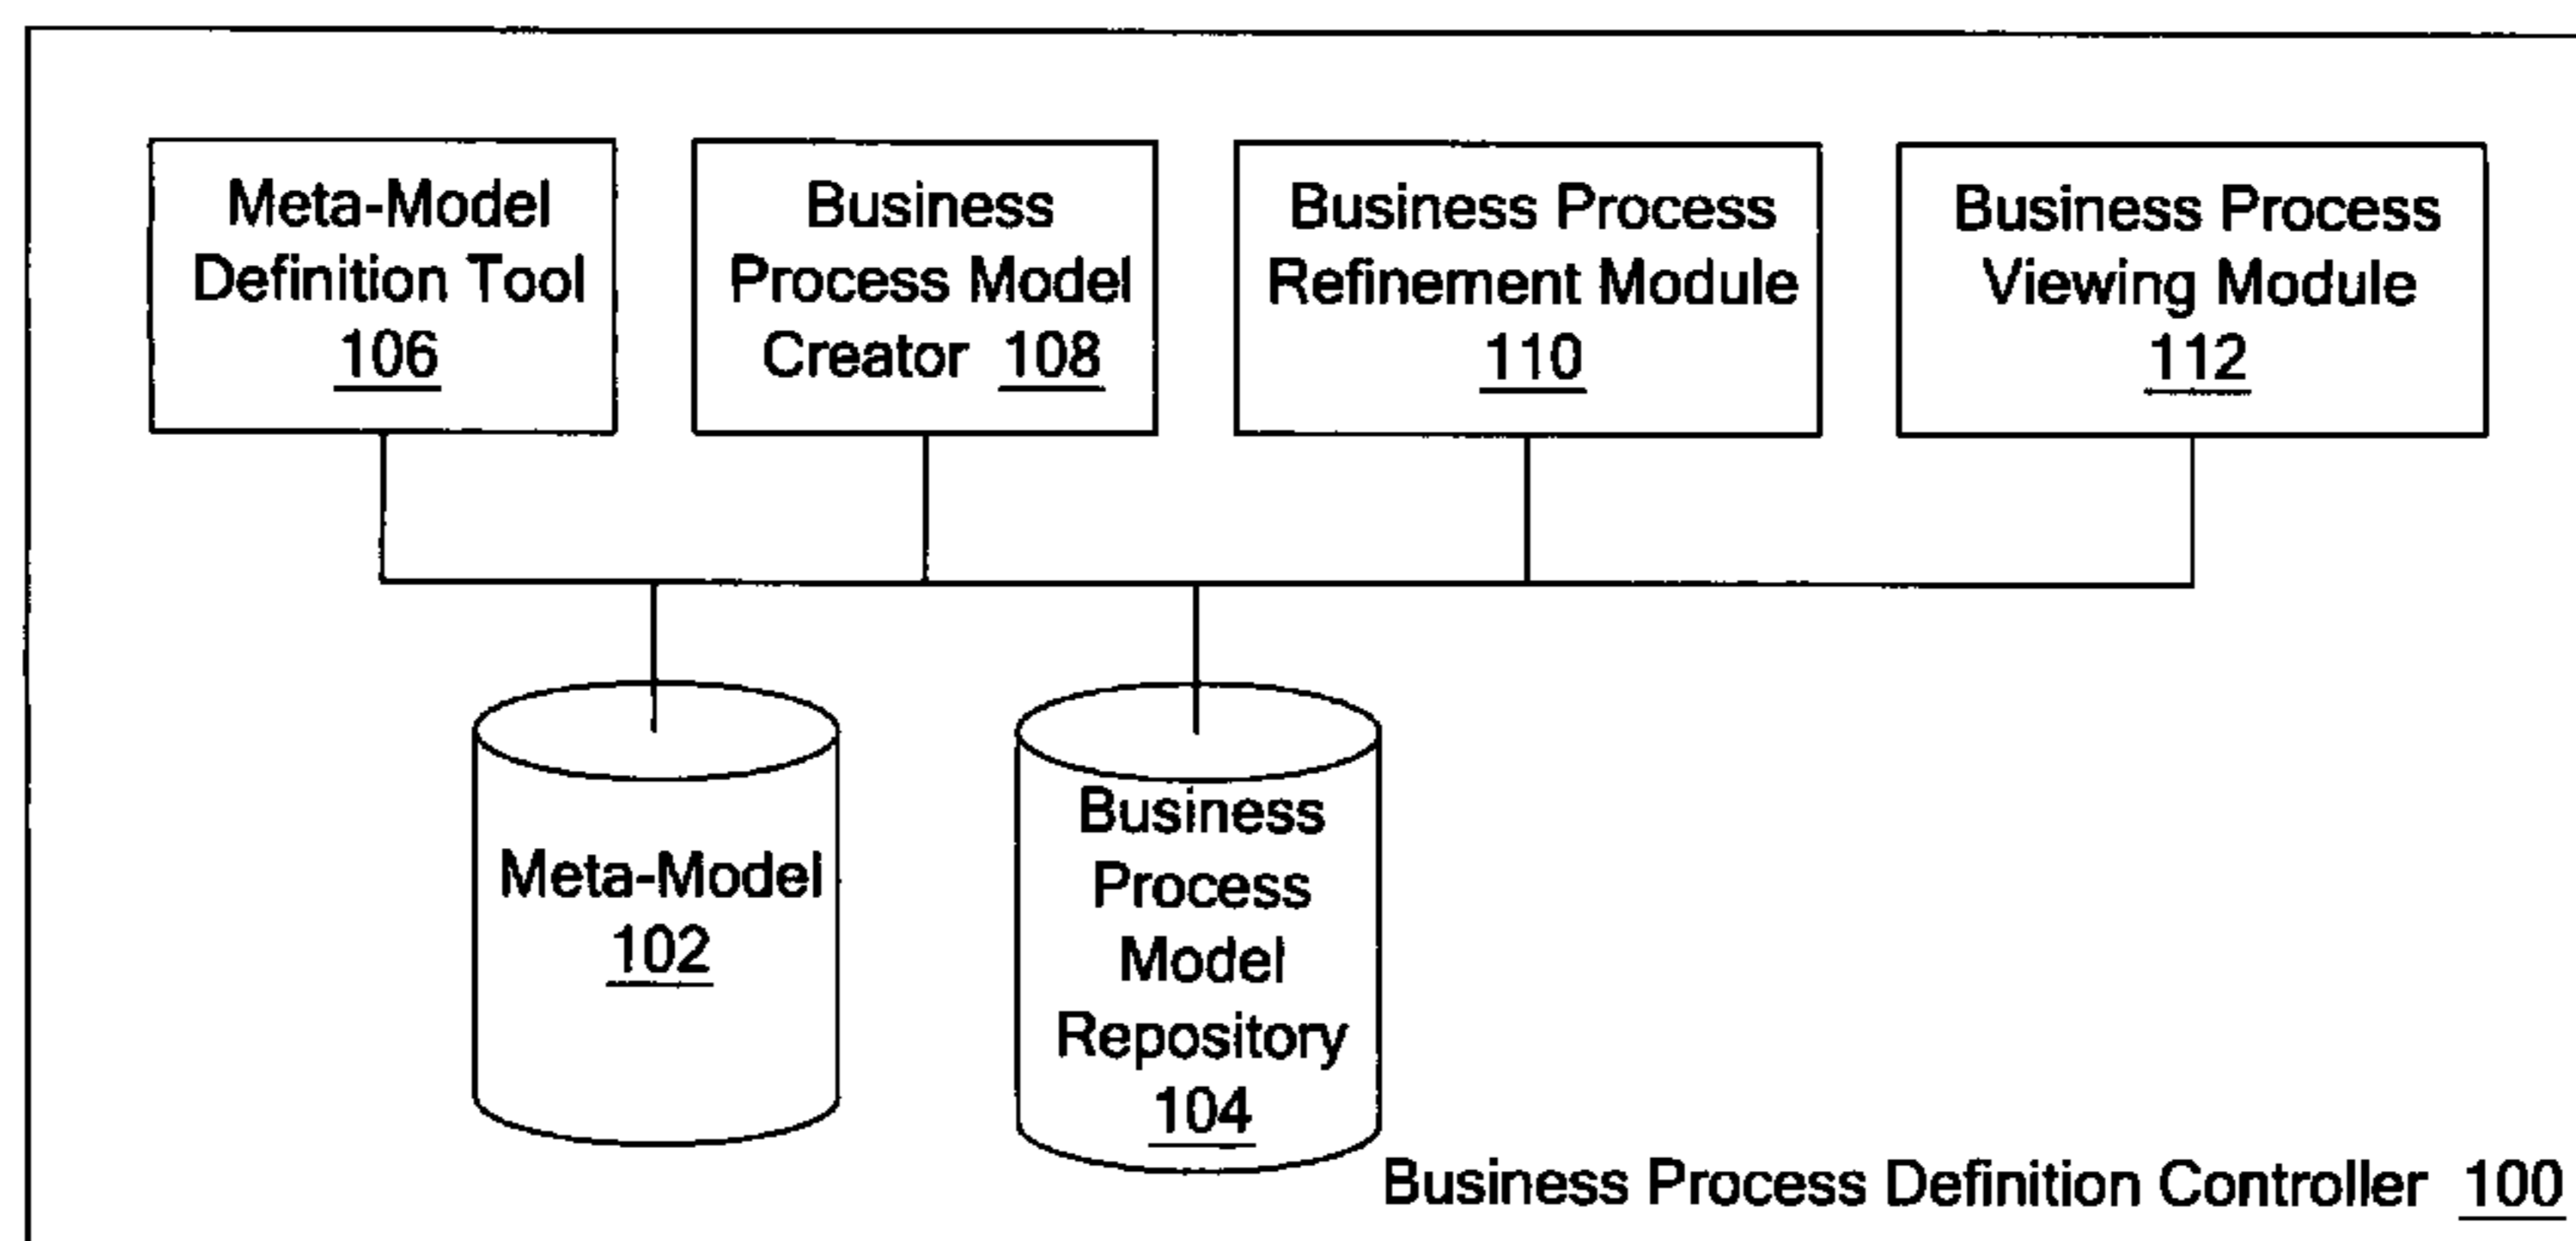 Meta-Model
Definition Tool
106
Business
Process Model
Creator 108
Business Process
Refinement Module
110
Business Process
Viewing Module
112
Meta-Model
102
Business
Process
Model
Repository
104
Business Process Definition Controller 100